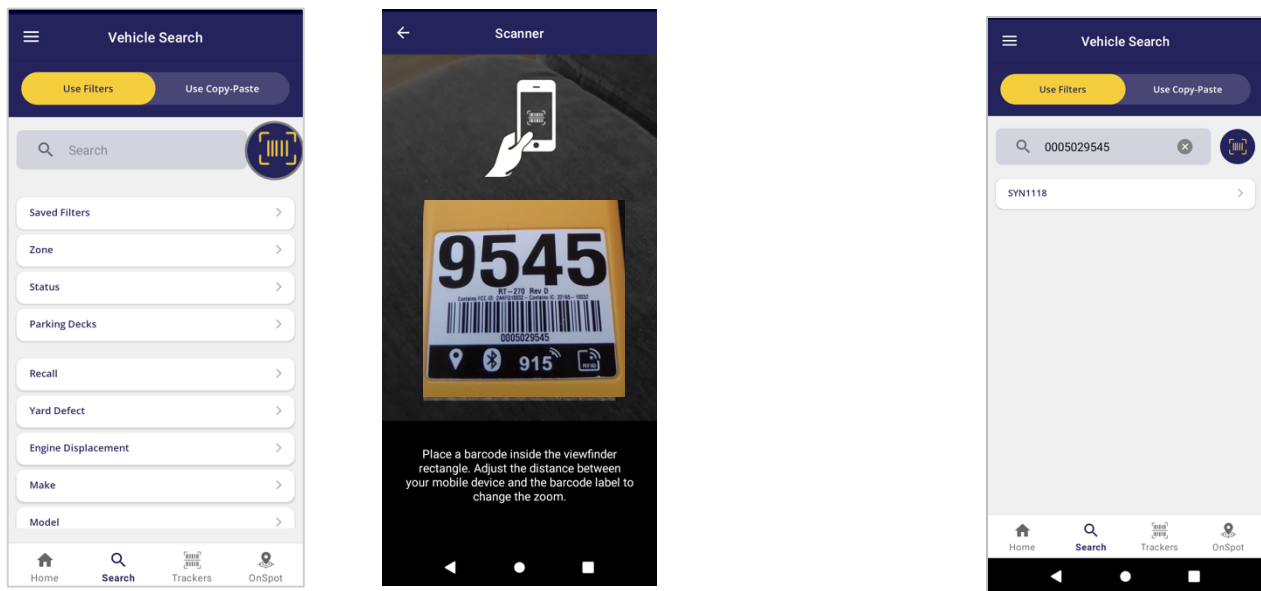 Vehicle Search
Use Filters
Use Copy-Paste
Search
Saved Filters
Zone
Status
Parking Decks
Recall
Yard Defect
Engine Displacement
Make
Model
Home
Search
Trackers
OnSpot
Scanner
9545
RT-270 Rev D
0005029545
915
Place a barcode inside the viewfinder
rectangle. Adjust the distance between
your mobile device and the barcode label to
change the zoom.
Vehicle Search
Use Filters
Use Copy-Paste
0005029545
SYN1118
Home
Search
Trackers
OnSpot